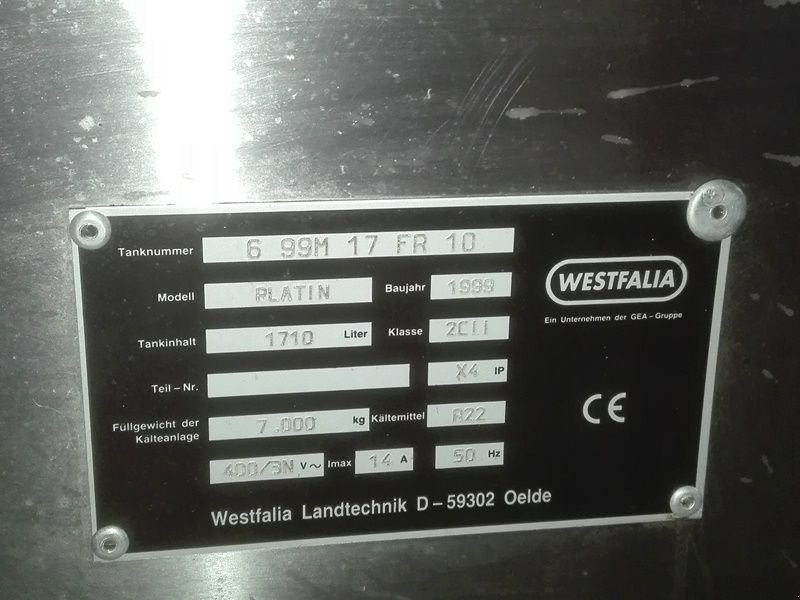 Tanknummer 6 99M 17 FR 10
Modell PLATIN Baujahr 1999
WESTFALIA
Ein Unternehmen der GEA-Gruppe
Tankinhalt 1710 Liter Klasse 2CII
Teil-Nr. X4 IP
Füllgewicht der
Kälteanlage 7.000 kg Kältemittel R22
CE
400/3N V~ Imax 14 A 50 Hz
Westfalia Landtechnik D-59302 Oelde